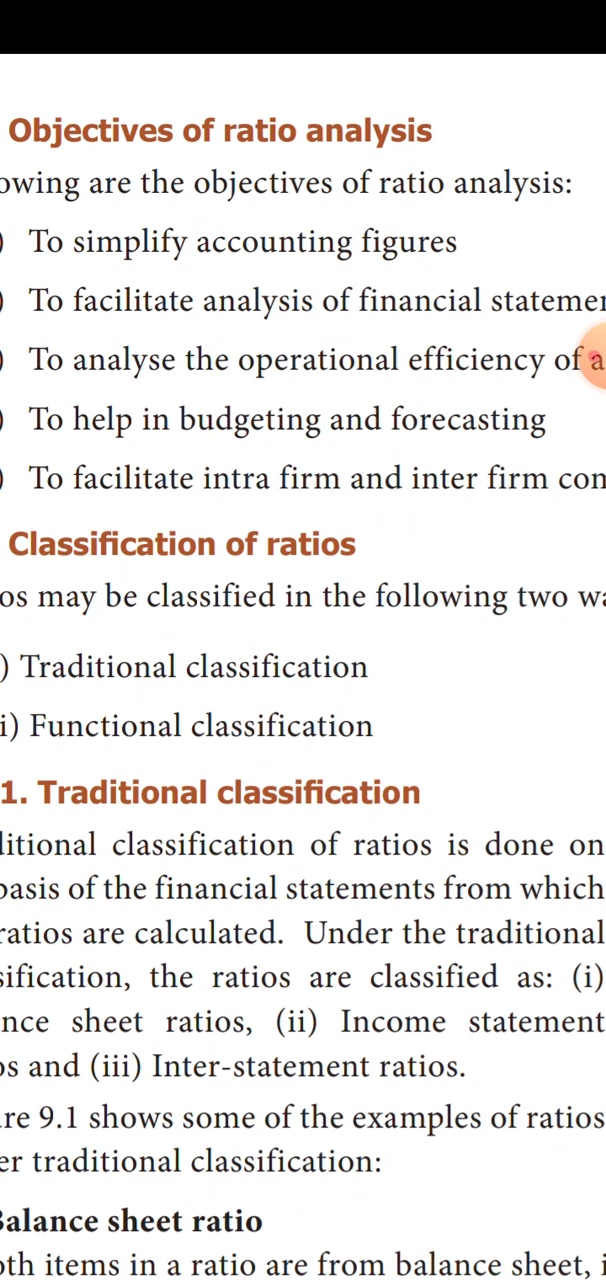 Objectives of ratio analysis
owing are the objectives of ratio analysis:
) To simplify accounting figures
) To facilitate analysis of financial stateme
) To analyse the operational efficiency of a
) To help in budgeting and forecasting
) To facilitate intra firm and inter firm com
Classification of ratios
os may be classified in the following two wa
) Traditional classification
i) Functional classification
1. Traditional classification
ditional classification of ratios is done on
basis of the financial statements from which
ratios are calculated. Under the traditional
sification, the ratios are classified as: (i)
nce sheet ratios, (ii) Income statement
os and (iii) Inter-statement ratios.
re 9.1 shows some of the examples of ratios
er traditional classification:
Balance sheet ratio
oth items in a ratio are from balance sheet, i